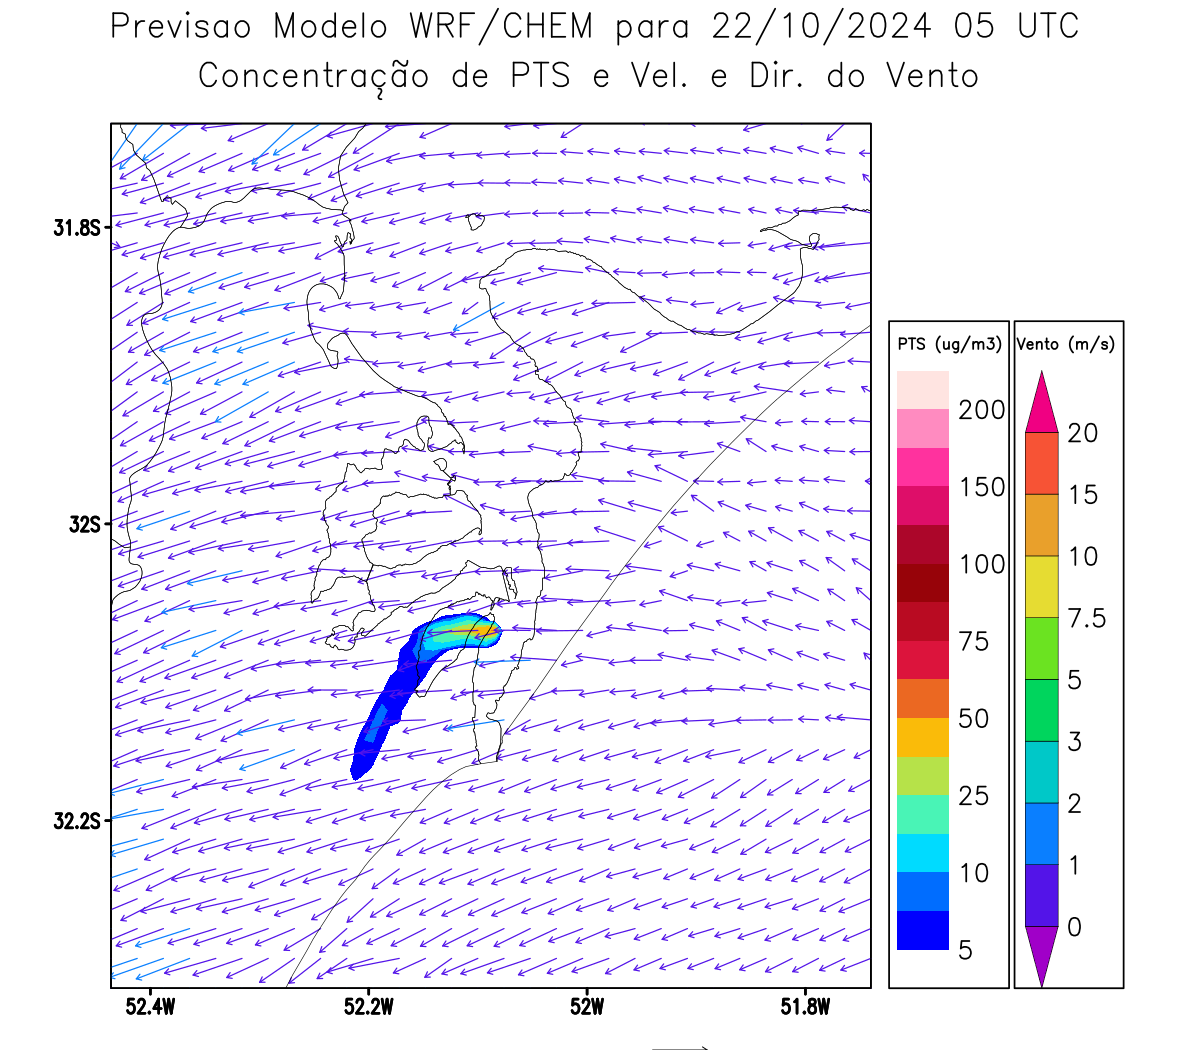 Previsao Modelo WRF/CHEM para 22/10/2024 05 UTC
Concentração de PTS e Vel. e Dir. do Vento
31.8S
32S
32.2S
52.4W
52.2W
52W
51.8W
PTS (ug/m3)
200
150
100
75
50
25
10
5
Vento (m/s)
20
15
10
7.5
5
3
2
1
0